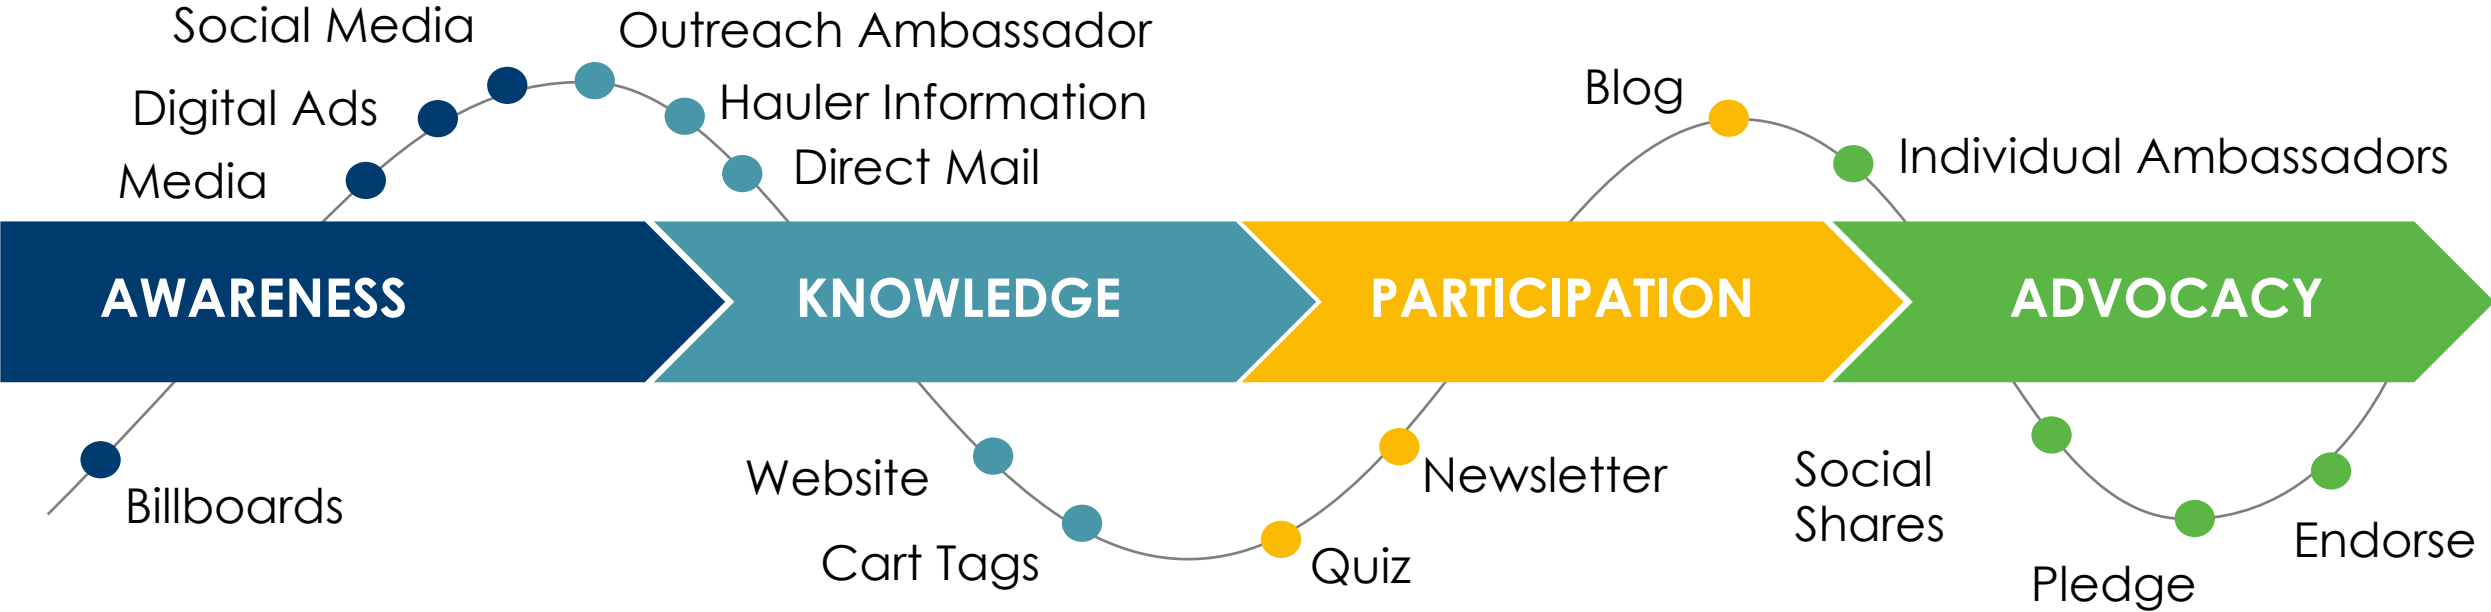 Social Media
Outreach Ambassador
Digital Ads
Hauler Information
Media
Direct Mail
Blog
Individual Ambassadors
AWARENESS
KNOWLEDGE
PARTICIPATION
ADVOCACY
Billboards
Website
Cart Tags
Quiz
Newsletter
Social
Shares
Pledge
Endorse